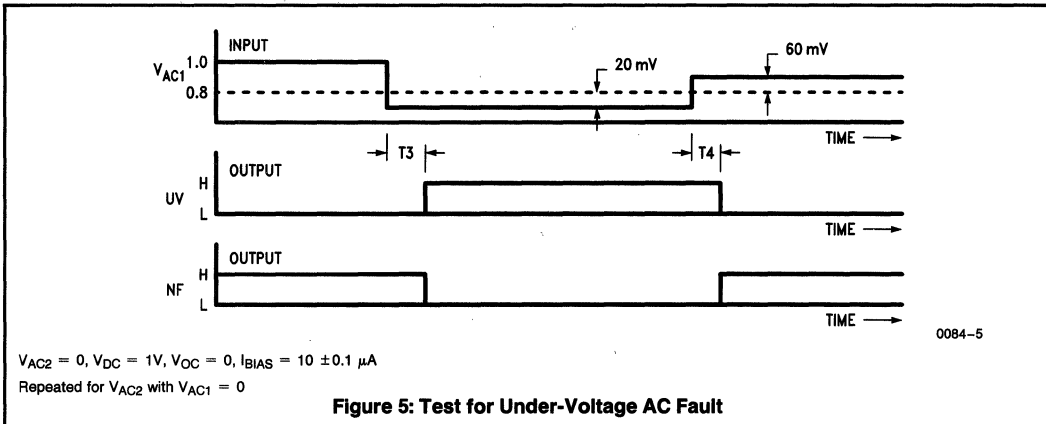 INPUT
V_AC1
1.0
0.8
20 mV
60 mV
TIME
T3
T4
OUTPUT
UV
H
L
TIME
OUTPUT
NF
H
L
TIME
0084–5
V_AC2 = 0, V_DC = 1V, V_OC = 0, I_BIAS = 10 ±0.1 μA
Repeated for V_AC2 with V_AC1 = 0
Figure 5: Test for Under-Voltage AC Fault